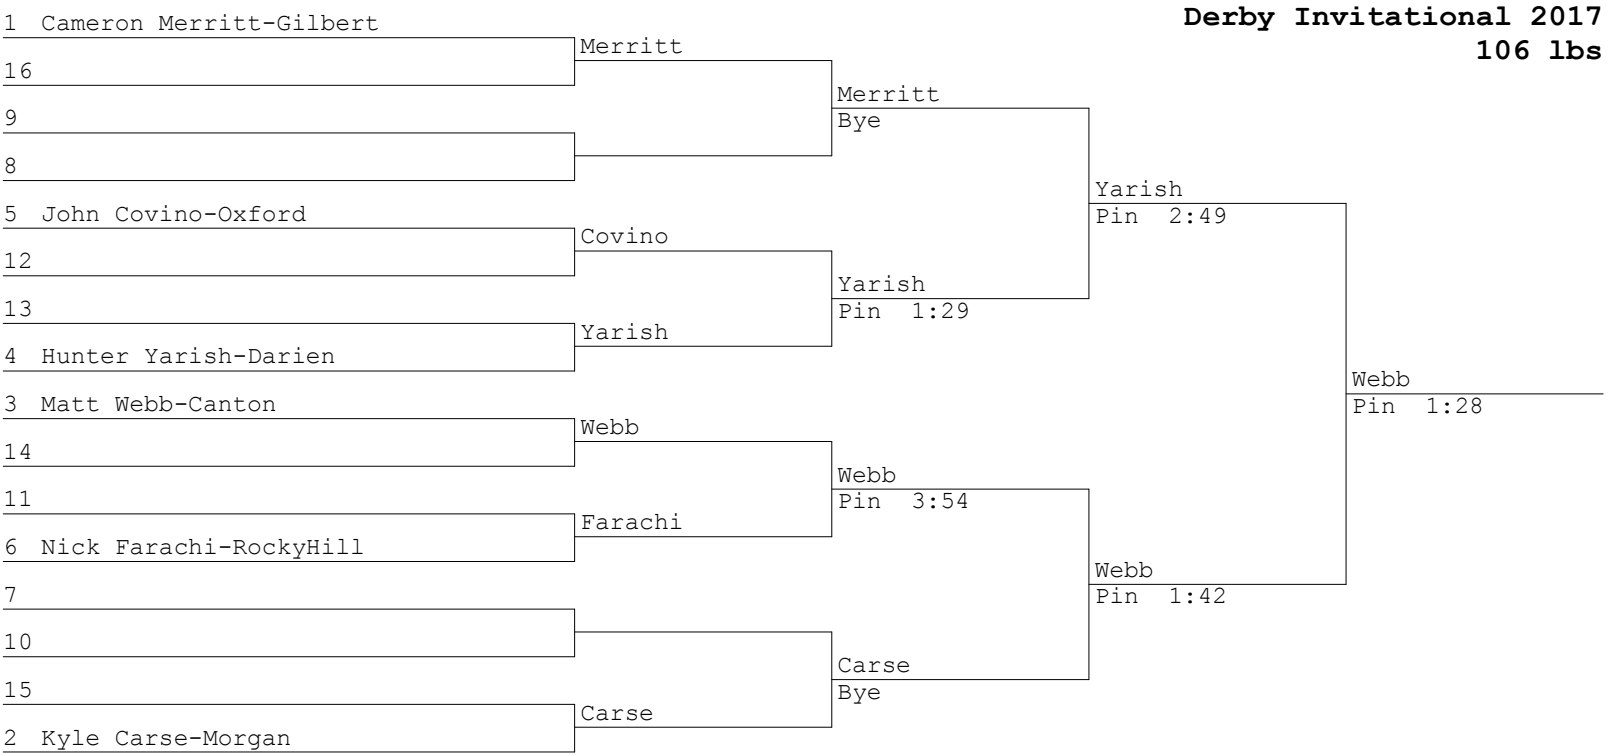 Derby Invitational 2017
106 lbs
1 Cameron Merritt-Gilbert
16
9
8
5 John Covino-Oxford
12
13
4 Hunter Yarish-Darien
3 Matt Webb-Canton
14
11
6 Nick Farachi-RockyHill
7
10
15
2 Kyle Carse-Morgan
Merritt
Covino
Yarish
Webb
Farachi
Carse
Merritt
Bye
Yarish
Pin 1:29
Webb
Pin 3:54
Carse
Bye
Yarish
Pin 2:49
Webb
Pin 1:42
Webb
Pin 1:28